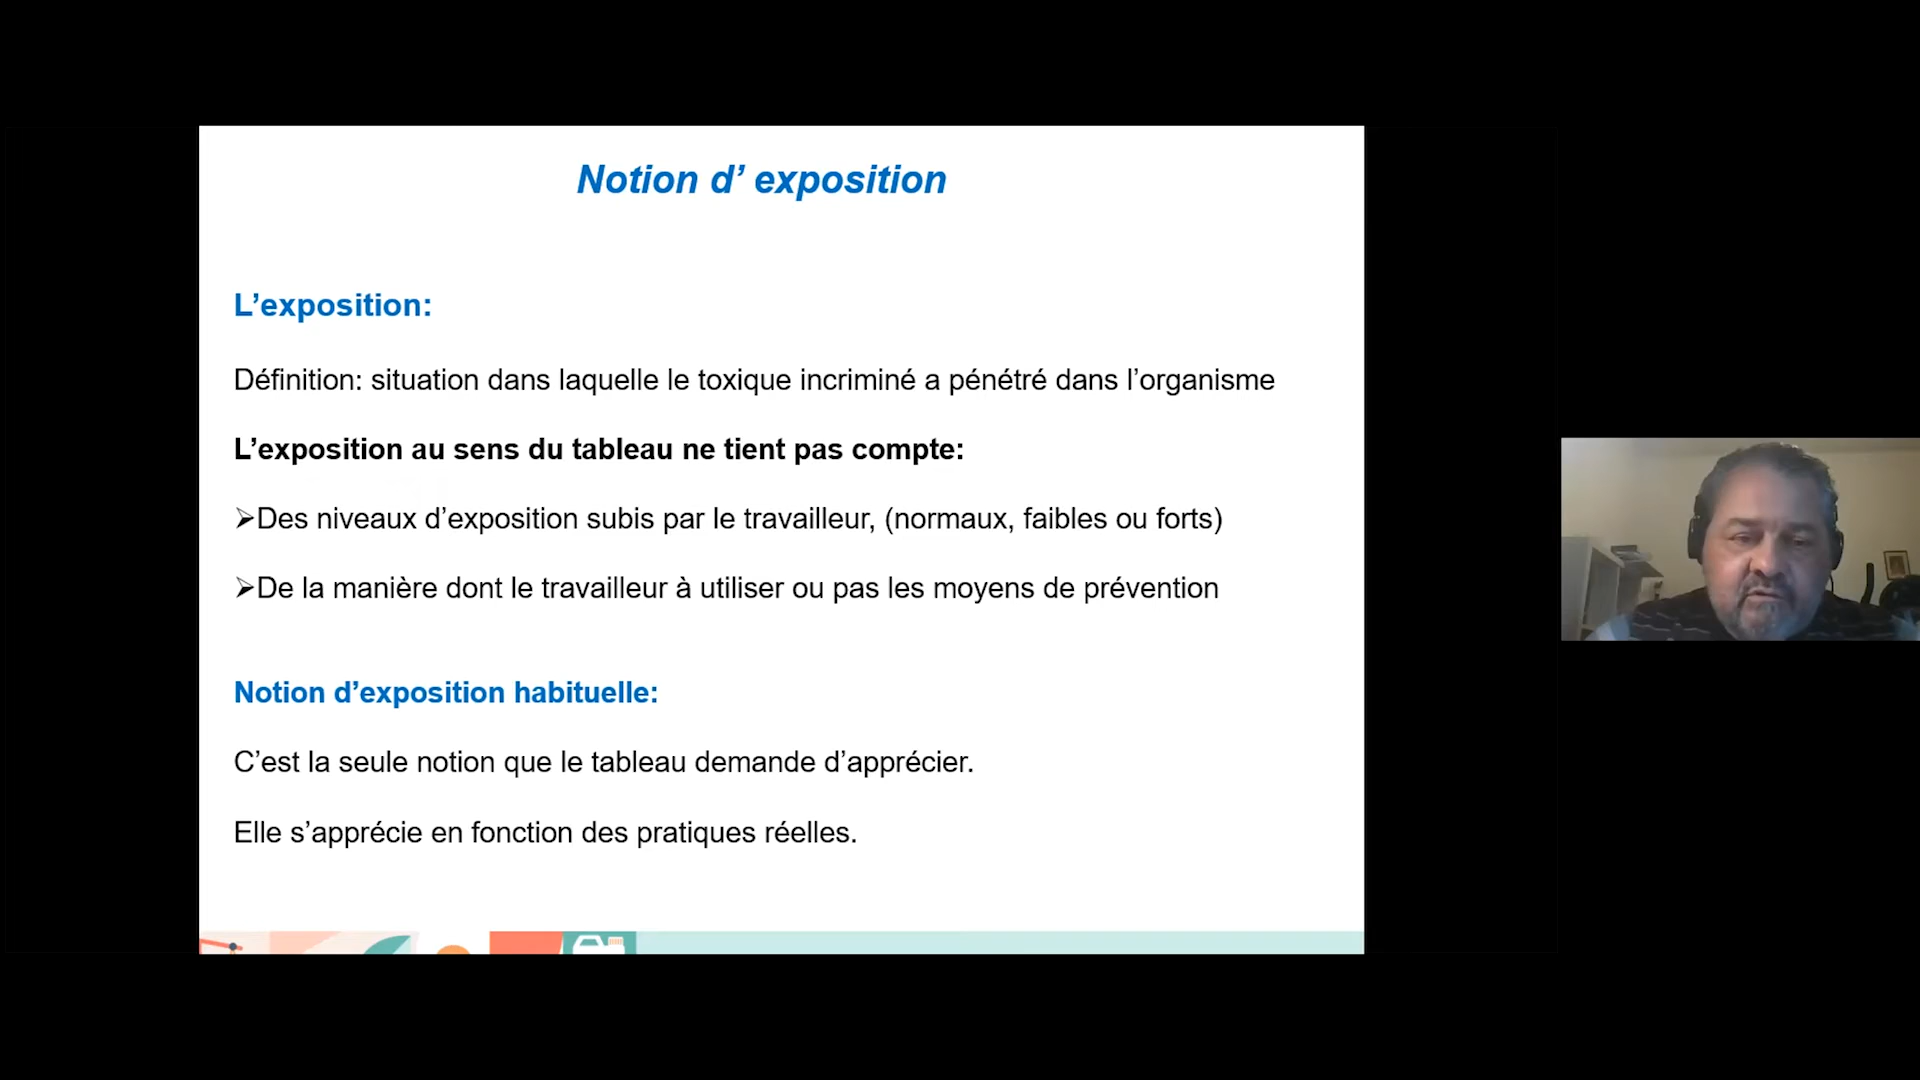 Notion d’ exposition
L’exposition:
Définition: situation dans laquelle le toxique incriminé a pénétré dans l’organisme
L’exposition au sens du tableau ne tient pas compte:
➢Des niveaux d’exposition subis par le travailleur, (normaux, faibles ou forts)
➢De la manière dont le travailleur à utiliser ou pas les moyens de prévention
Notion d’exposition habituelle:
C’est la seule notion que le tableau demande d’apprécier.
Elle s’apprécie en fonction des pratiques réelles.